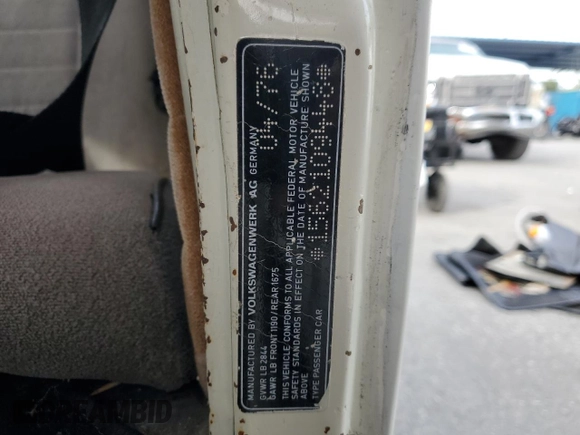 MANUFACTURED BY VOLKSWAGENWERK AG GERMANY
GVWR LB 2844
GAWR LB FRONT 1190/REAR 1675
04/76
THIS VEHICLE CONFORMS TO ALL APPLICABLE FEDERAL MOTOR VEHICLE
SAFETY STANDARDS IN EFFECT ON THE DATE OF MANUFACTURE SHOWN
ABOVE
*1562109448*
TYPE PASSENGER CAR